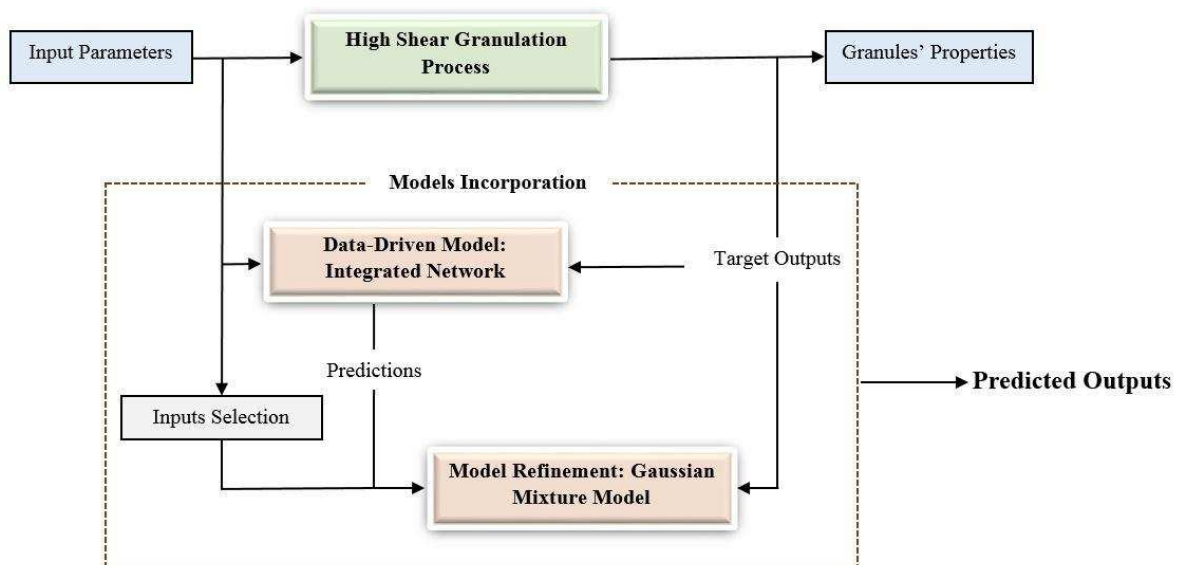 Input Parameters
High Shear Granulation
Process
Granules’ Properties
Models Incorporation
Data-Driven Model:
Integrated Network
Target Outputs
Predictions
Predicted Outputs
Inputs Selection
Model Refinement: Gaussian
Mixture Model